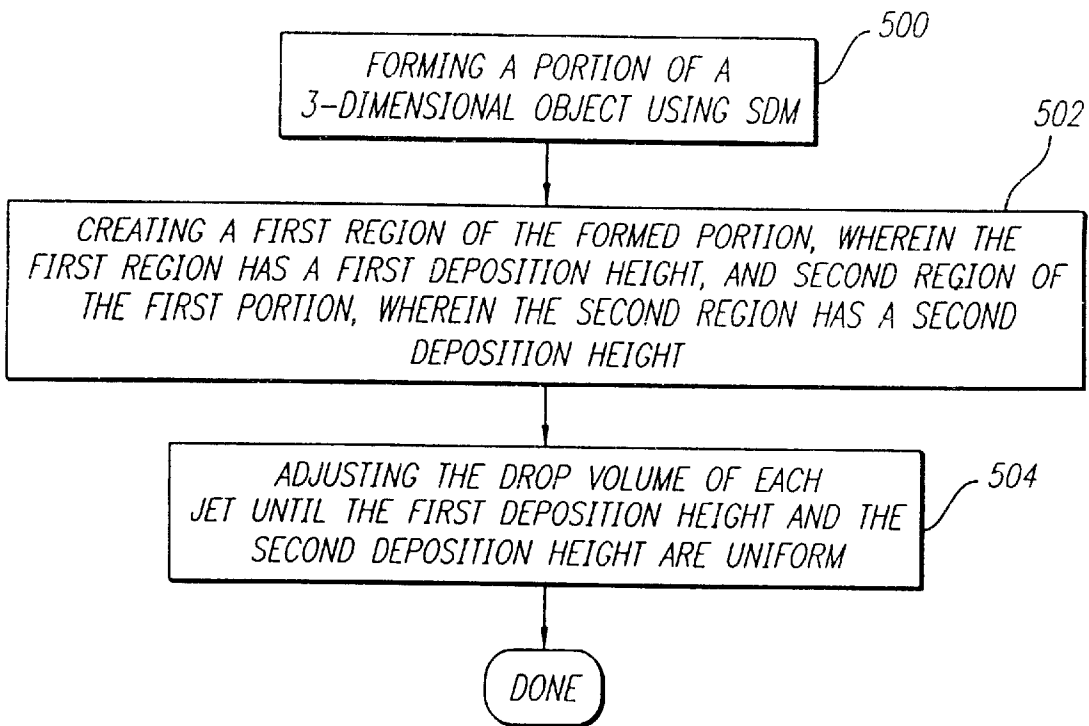 500
FORMING A PORTION OF A
3-DIMENSIONAL OBJECT USING SDM
502
CREATING A FIRST REGION OF THE FORMED PORTION, WHEREIN THE
FIRST REGION HAS A FIRST DEPOSITION HEIGHT, AND SECOND REGION OF
THE FIRST PORTION, WHEREIN THE SECOND REGION HAS A SECOND
DEPOSITION HEIGHT
504
ADJUSTING THE DROP VOLUME OF EACH
JET UNTIL THE FIRST DEPOSITION HEIGHT AND THE
SECOND DEPOSITION HEIGHT ARE UNIFORM
DONE